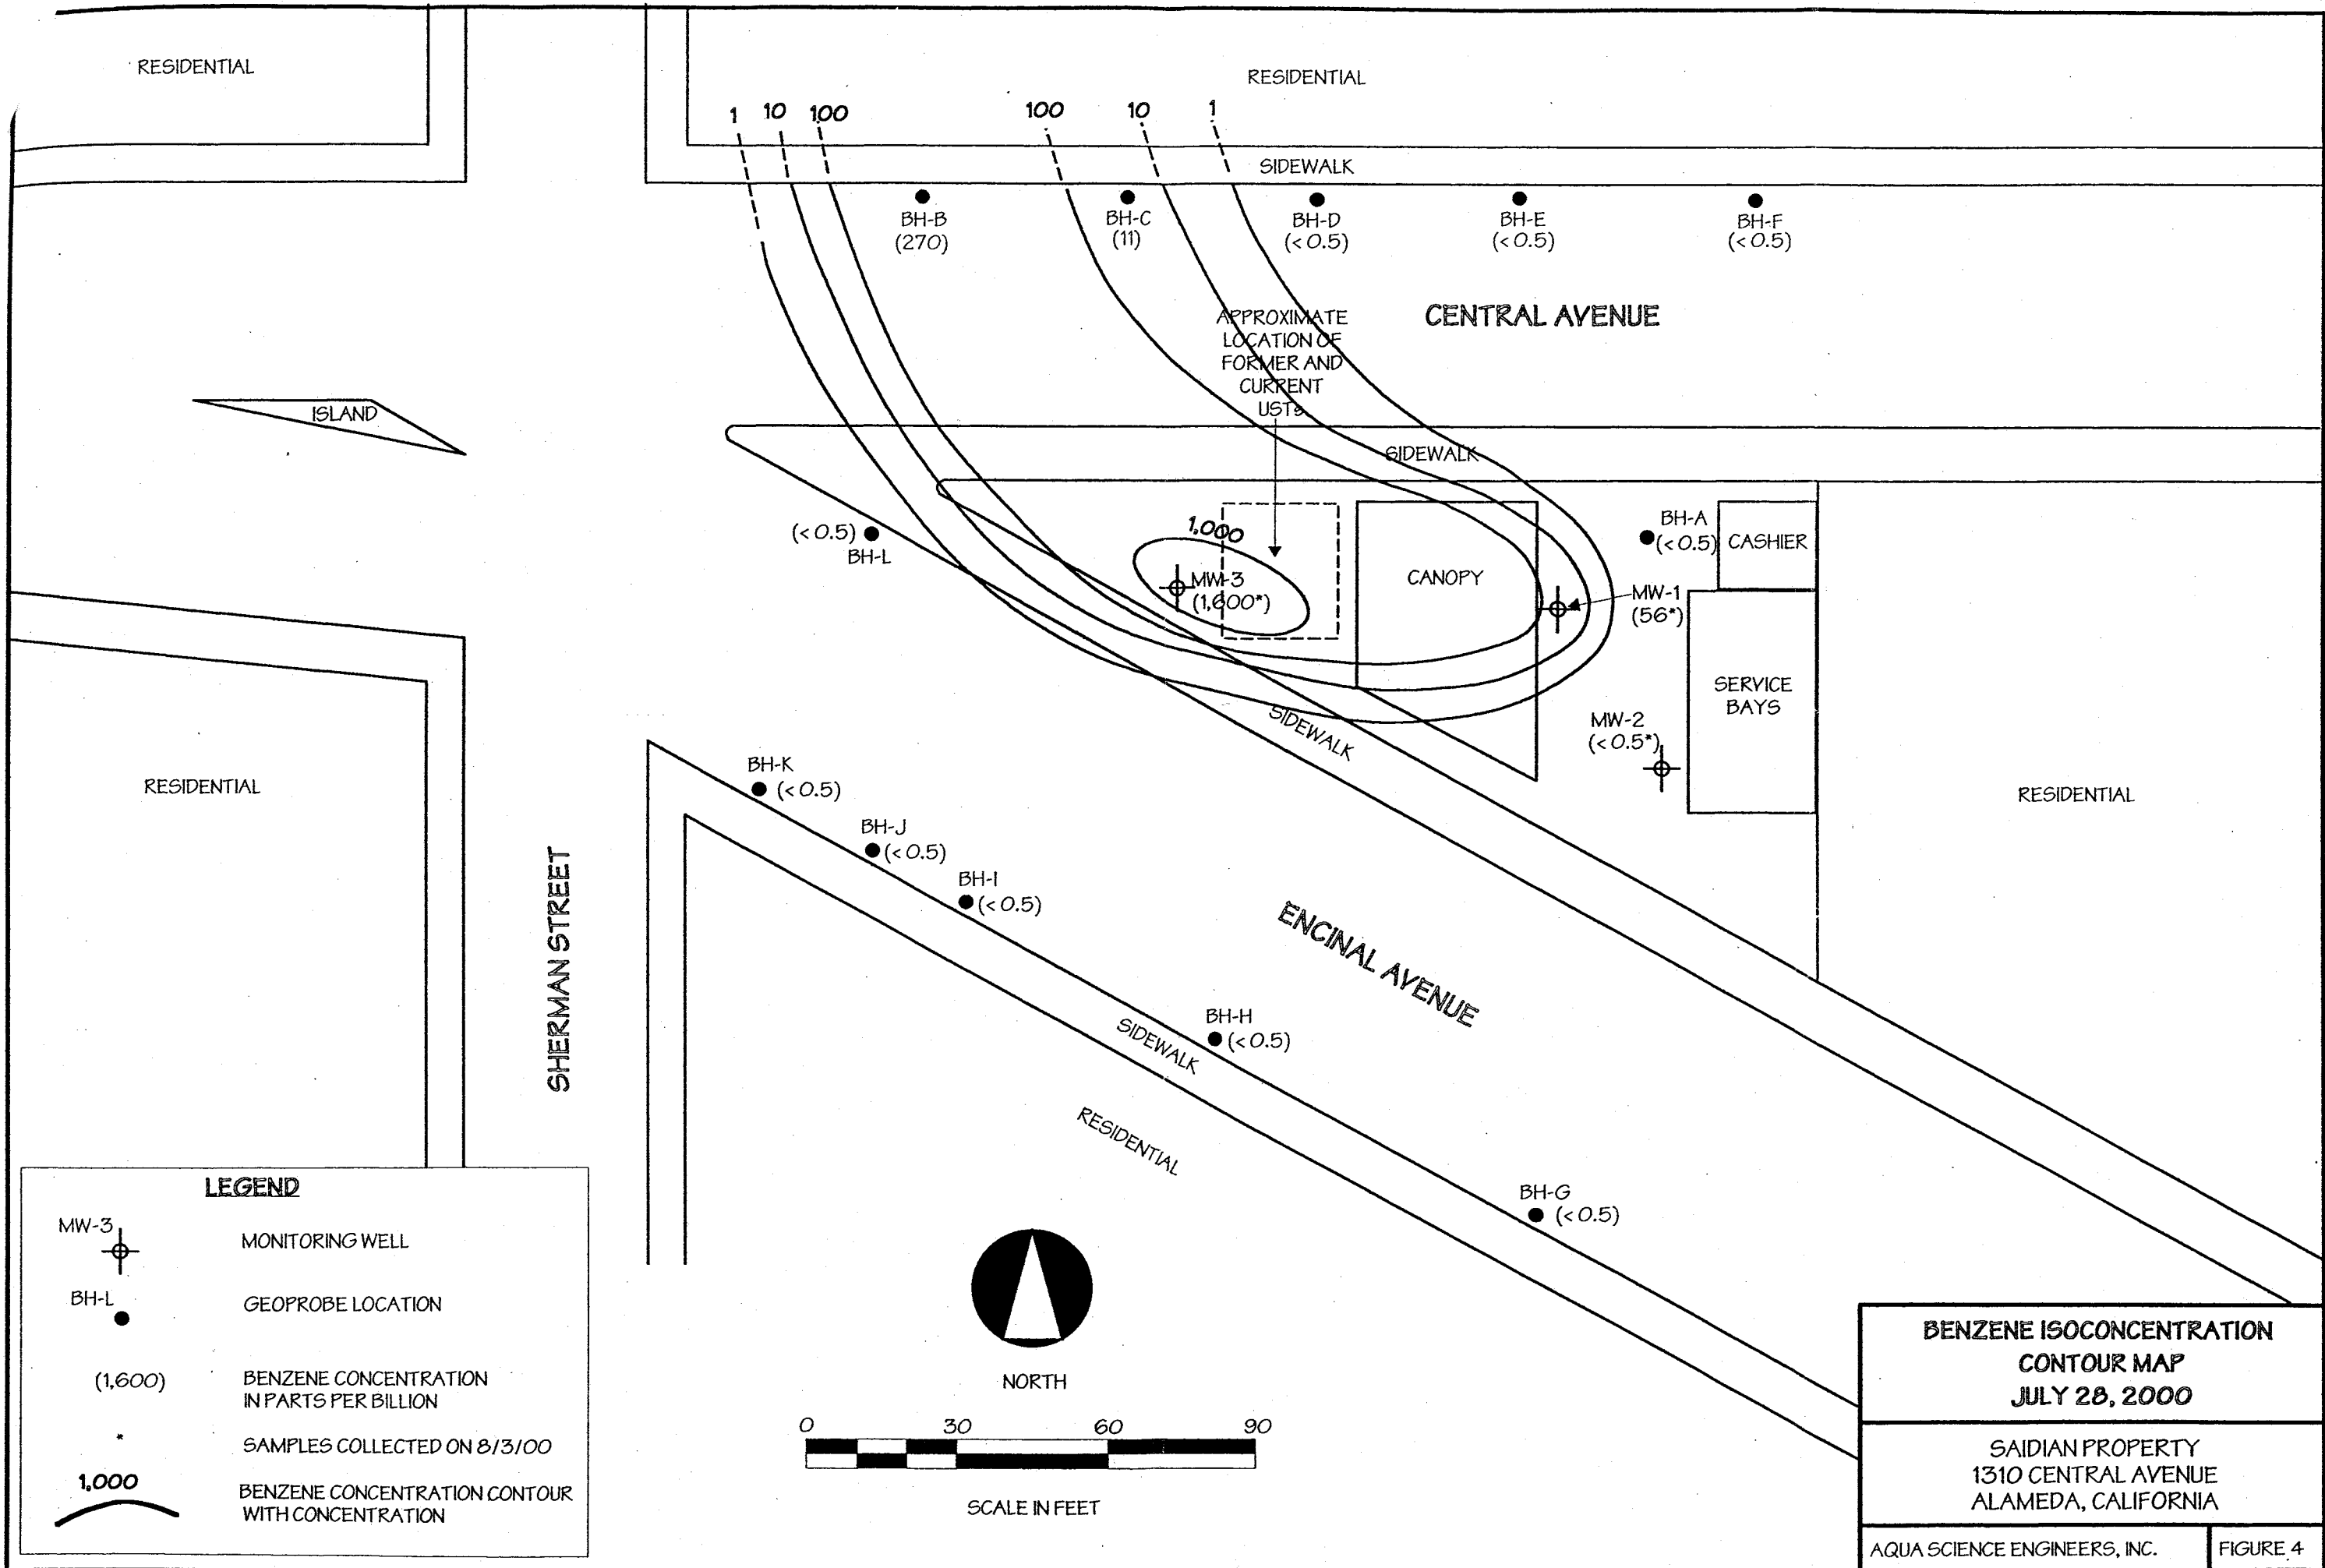 RESIDENTIAL
RESIDENTIAL
1 10 100 100 10 1
SIDEWALK
BH-B
(270)
BH-C
(11)
BH-D
(<0.5)
BH-E
(<0.5)
BH-F
(<0.5)
APPROXIMATE
LOCATION OF
FORMER AND
CURRENT
USTs
CENTRAL AVENUE
ISLAND
SIDEWALK
(<0.5)
BH-L
1,000
MW-3
(1,600*)
CANOPY
BH-A
(<0.5)
CASHIER
MW-1
(56*)
SERVICE
BAYS
MW-2
(<0.5*)
SIDEWALK
RESIDENTIAL
RESIDENTIAL
BH-K
(<0.5)
BH-J
(<0.5)
BH-I
(<0.5)
SHERMAN STREET
ENCINAL AVENUE
BH-H
(<0.5)
SIDEWALK
RESIDENTIAL
BH-G
(<0.5)
LEGEND
MW-3
MONITORING WELL
BH-L
GEOPROBE LOCATION
(1,600)
BENZENE CONCENTRATION
IN PARTS PER BILLION
*
SAMPLES COLLECTED ON 8/3/00
1,000
BENZENE CONCENTRATION CONTOUR
WITH CONCENTRATION
NORTH
0 30 60 90
SCALE IN FEET
BENZENE ISOCONCENTRATION
CONTOUR MAP
JULY 28, 2000
SAIDIAN PROPERTY
1310 CENTRAL AVENUE
ALAMEDA, CALIFORNIA
AQUA SCIENCE ENGINEERS, INC.
FIGURE 4